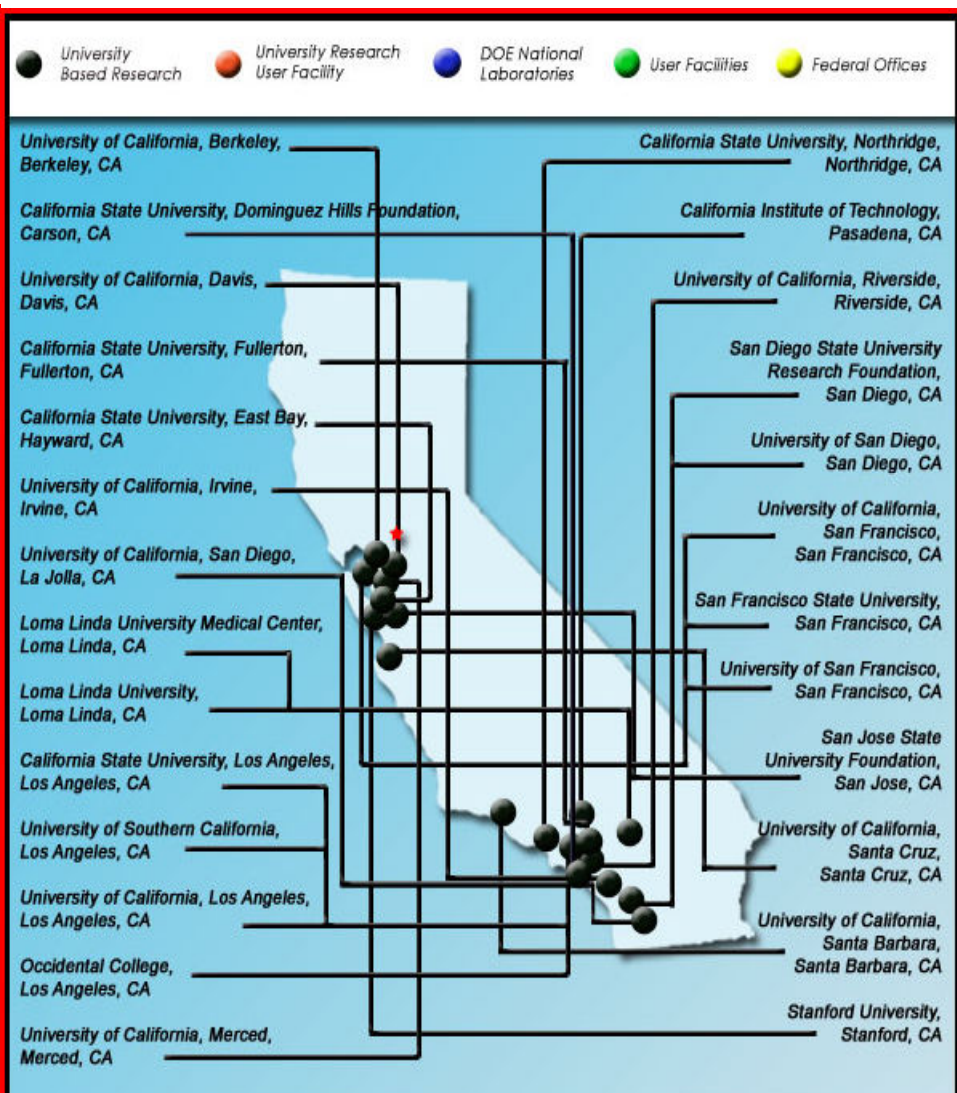 University
Based Research
University Research
User Facility
DOE National
Laboratories
User Facilities
Federal Offices
University of California, Berkeley,
Berkeley, CA
California State University, Dominguez Hills Foundation,
Carson, CA
University of California, Davis,
Davis, CA
California State University, Fullerton,
Fullerton, CA
California State University, East Bay,
Hayward, CA
University of California, Irvine,
Irvine, CA
University of California, San Diego,
La Jolla, CA
Loma Linda University Medical Center,
Loma Linda, CA
Loma Linda University,
Loma Linda, CA
California State University, Los Angeles,
Los Angeles, CA
University of Southern California,
Los Angeles, CA
University of California, Los Angeles,
Los Angeles, CA
Occidental College,
Los Angeles, CA
University of California, Merced,
Merced, CA
California State University, Northridge,
Northridge, CA
California Institute of Technology,
Pasadena, CA
University of California, Riverside,
Riverside, CA
San Diego State University
Research Foundation,
San Diego, CA
University of San Diego,
San Diego, CA
University of California,
San Francisco,
San Francisco, CA
San Francisco State University,
San Francisco, CA
University of San Francisco,
San Francisco, CA
San Jose State
University Foundation,
San Jose, CA
University of California,
Santa Cruz,
Santa Cruz, CA
University of California,
Santa Barbara,
Santa Barbara, CA
Stanford University,
Stanford, CA